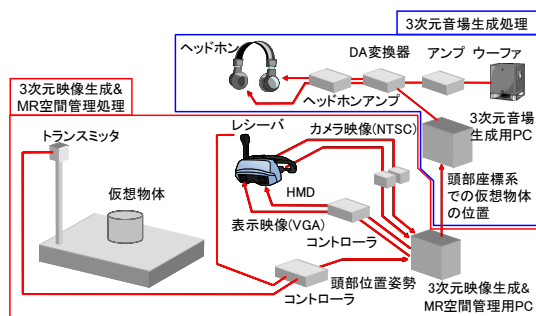 3次元音場生成処理
ヘッドホン
DA変換器
アンプ
ウーファ
ヘッドホンアンプ
3次元映像生成&
MR空間管理処理
トランスミッタ
レシーバ
カメラ映像(NTSC)
3次元音場
生成用PC
仮想物体
HMD
頭部座標系
での仮想物体
の位置
表示映像(VGA)
コントローラ
頭部位置姿勢
コントローラ
3次元映像生成&
MR空間管理用PC